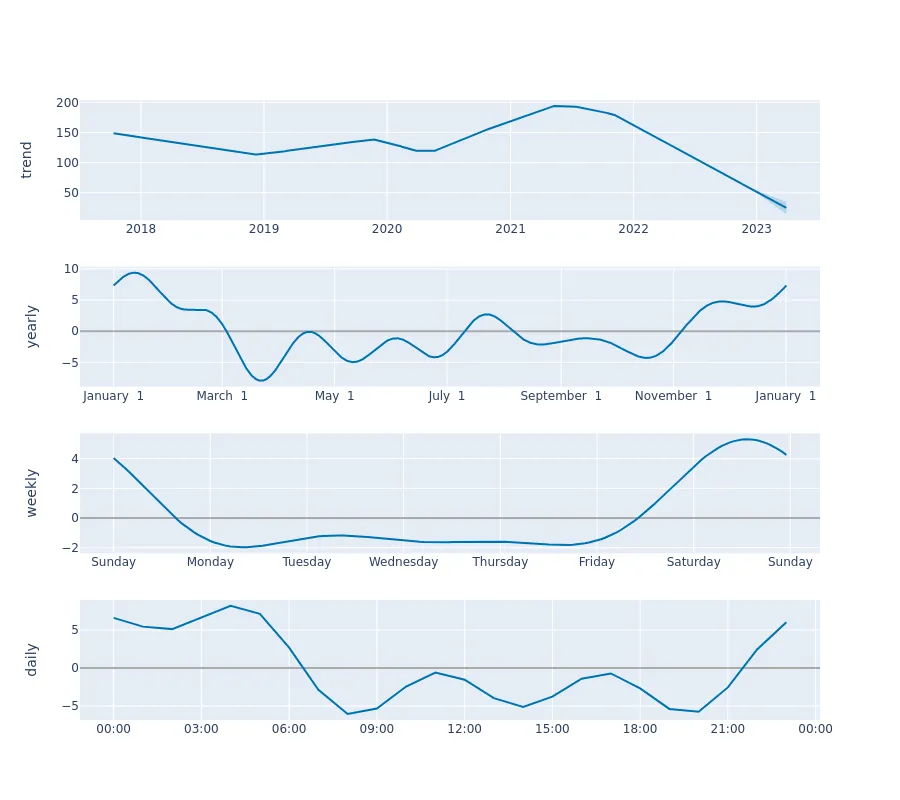 trend
200
150
100
50
2018 2019 2020 2021 2022 2023
yearly
10
5
0
−5
January 1 March 1 May 1 July 1 September 1 November 1 January 1
weekly
4
2
0
−2
Sunday Monday Tuesday Wednesday Thursday Friday Saturday Sunday
daily
5
0
−5
00:00 03:00 06:00 09:00 12:00 15:00 18:00 21:00 00:00